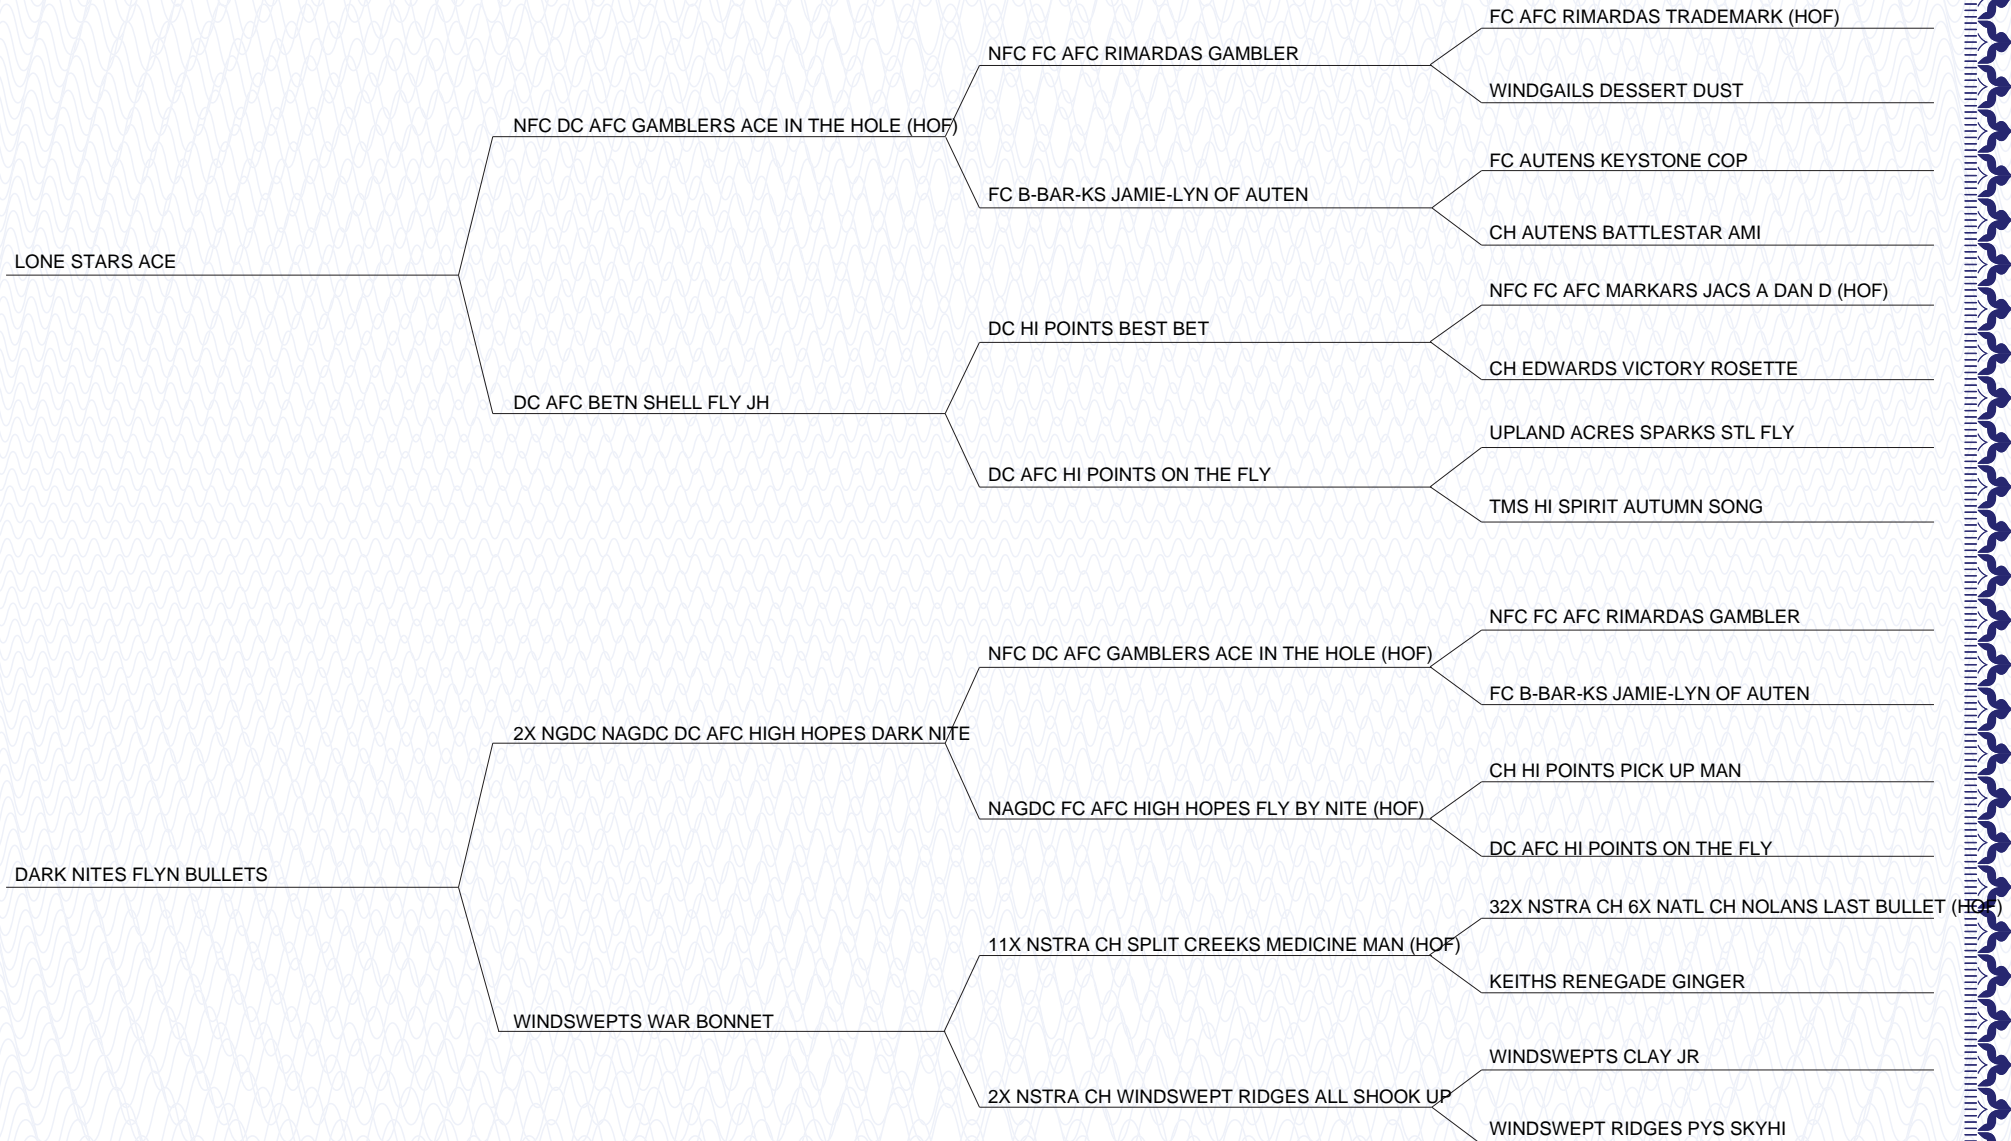 FC AFC RIMARDAS TRADEMARK (HOF)
NFC FC AFC RIMARDAS GAMBLER
WINDGAILS DESSERT DUST
NFC DC AFC GAMBLERS ACE IN THE HOLE (HOF)
FC AUTENS KEYSTONE COP
FC B-BAR-KS JAMIE-LYN OF AUTEN
CH AUTENS BATTLESTAR AMI
LONE STARS ACE
NFC FC AFC MARKARS JACS A DAN D (HOF)
DC HI POINTS BEST BET
CH EDWARDS VICTORY ROSETTE
DC AFC BETN SHELL FLY JH
UPLAND ACRES SPARKS STL FLY
DC AFC HI POINTS ON THE FLY
TMS HI SPIRIT AUTUMN SONG
NFC FC AFC RIMARDAS GAMBLER
NFC DC AFC GAMBLERS ACE IN THE HOLE (HOF)
FC B-BAR-KS JAMIE-LYN OF AUTEN
2X NGDC NAGDC DC AFC HIGH HOPES DARK NITE
CH HI POINTS PICK UP MAN
NAGDC FC AFC HIGH HOPES FLY BY NITE (HOF)
DC AFC HI POINTS ON THE FLY
DARK NITES FLYN BULLETS
32X NSTRA CH 6X NATL CH NOLANS LAST BULLET (HOF)
11X NSTRA CH SPLIT CREEKS MEDICINE MAN (HOF)
KEITHS RENEGADE GINGER
WINDSWEPTS WAR BONNET
WINDSWEPTS CLAY JR
2X NSTRA CH WINDSWEPT RIDGES ALL SHOOK UP
WINDSWEPT RIDGES PYS SKYHI